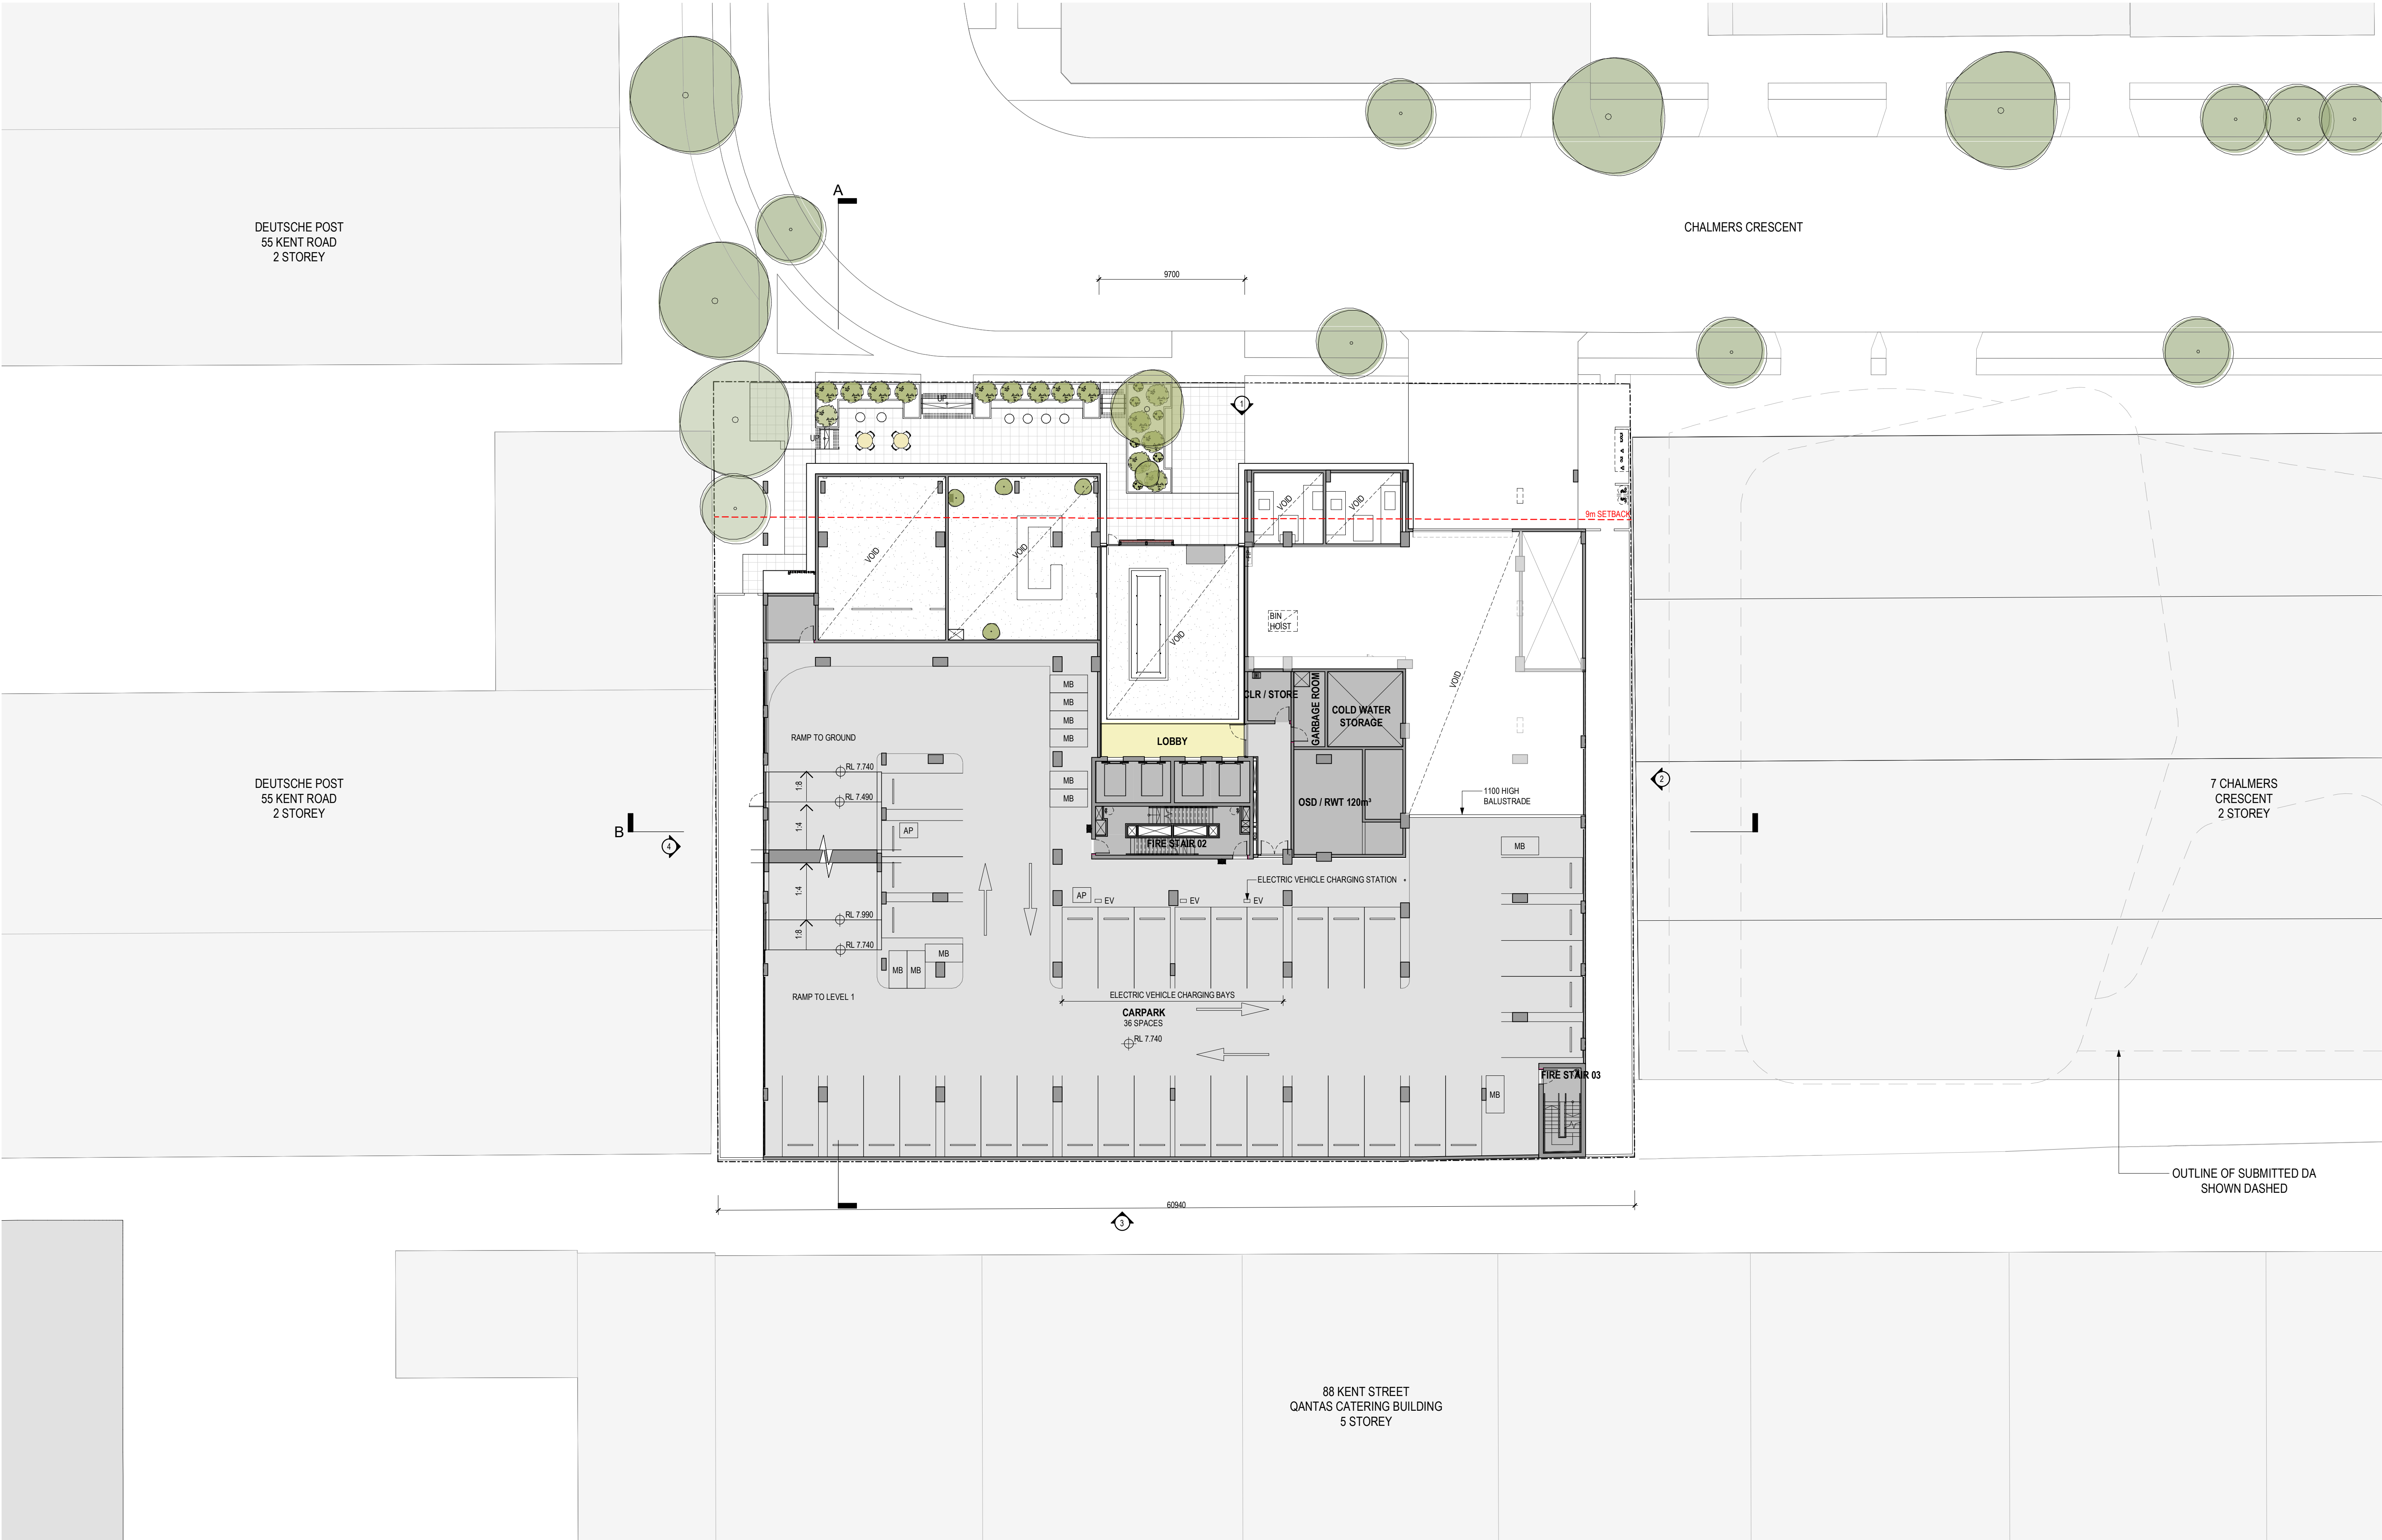 A
DEUTSCHE POST
55 KENT ROAD
2 STOREY
CHALMERS CRESCENT
9700
UP
1
UP
9m SETBACK
VOID
VOID
VOID
VOID
VOID
BIN
HOIST
VOID
CLR / STORE
GARBAGE ROOM
COLD WATER
STORAGE
MB
MB
MB
MB
LOBBY
RAMP TO GROUND
RL 7.740
1:8
RL 7.490
1:4
MB
MB
DEUTSCHE POST
55 KENT ROAD
2 STOREY
OSD / RWT 120m³
1100 HIGH
BALUSTRADE
2
7 CHALMERS
CRESCENT
2 STOREY
B
4
AP
FIRE STAIR 02
MB
1:4
ELECTRIC VEHICLE CHARGING STATION
AP
EV
EV
EV
RL 7.990
1:8
RL 7.740
MB
MB
MB
RAMP TO LEVEL 1
ELECTRIC VEHICLE CHARGING BAYS
CARPARK
36 SPACES
RL 7.740
FIRE STAIR 03
MB
OUTLINE OF SUBMITTED DA
SHOWN DASHED
60940
3
88 KENT STREET
QANTAS CATERING BUILDING
5 STOREY